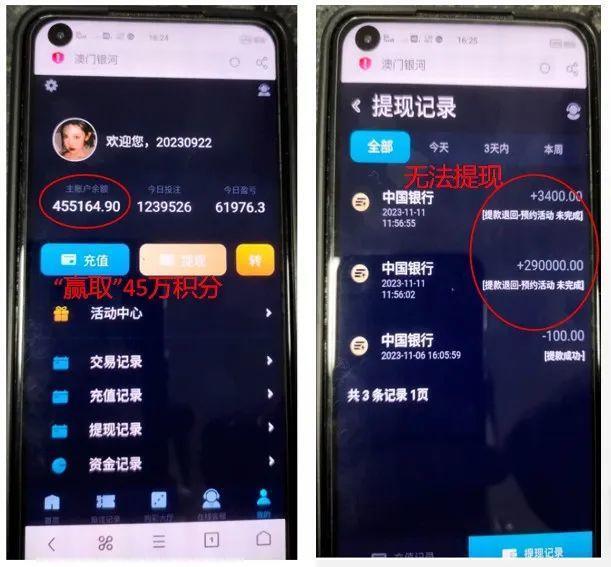 16:24
澳门银河
欢迎您，20230922
主账户余额 今日投注 今日盈亏
455164.90 1239526 61976.3
充值 提现 转
“赢取”45万积分
活动中心
交易记录
充值记录
提现记录
资金记录
首页 投注记录 购彩大厅 在线客服 我的
1
16:25
澳门银河
提现记录
全部 今天 3天内 本周
无法提现
中国银行 +3400.00
2023-11-11 [提款退回-预约活动 未完成]
11:56:55
中国银行 +290000.00
2023-11-11 [提款退回-预约活动 未完成]
11:56:02
中国银行 -100.00
2023-11-06 16:05:59 [提款成功-]
共 3 条记录 1页
充值记录 提现记录